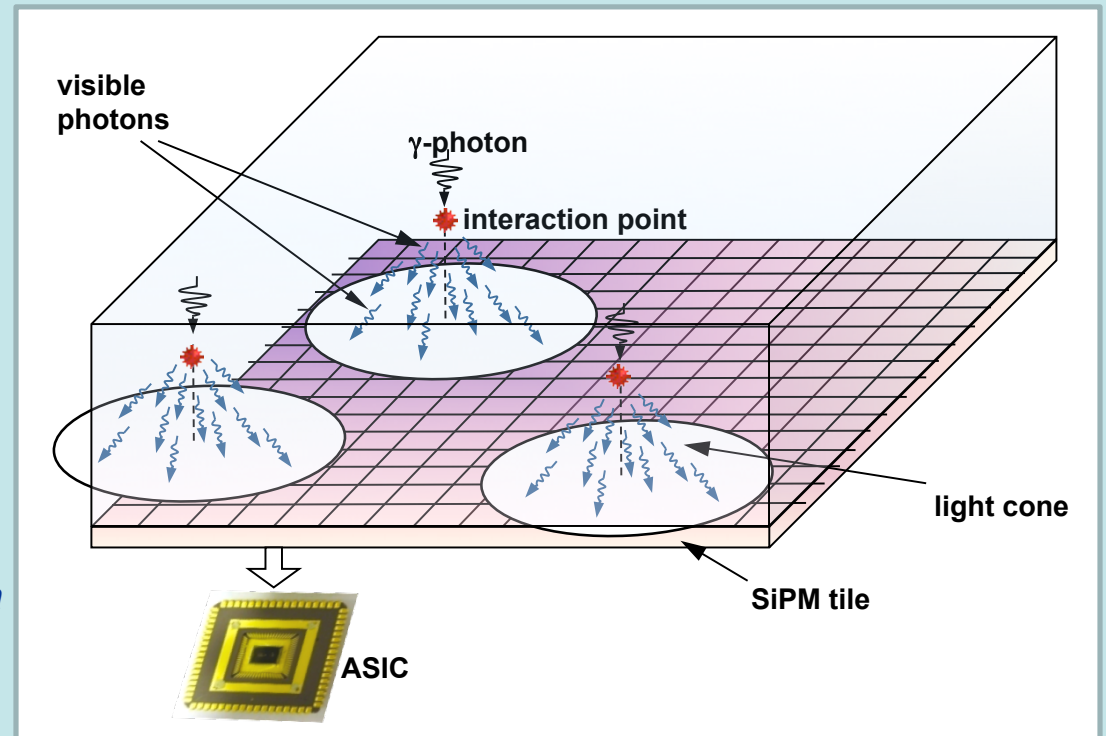 visible
photons
γ-photon
interaction point
light cone
SiPM tile
ASIC